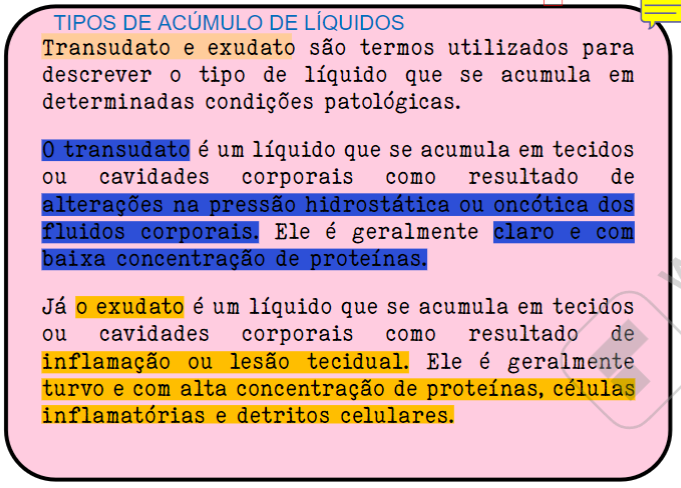 TIPOS DE ACÚMULO DE LÍQUIDOS
Transudato e exudato são termos utilizados para
descrever o tipo de líquido que se acumula em
determinadas condições patológicas.
O transudato é um líquido que se acumula em tecidos
ou cavidades corporais como resultado de
alterações na pressão hidrostática ou oncótica dos
fluidos corporais. Ele é geralmente claro e com
baixa concentração de proteínas.
Já o exudato é um líquido que se acumula em tecidos
ou cavidades corporais como resultado de
inflamação ou lesão tecidual. Ele é geralmente
turvo e com alta concentração de proteínas, células
inflamatórias e detritos celulares.